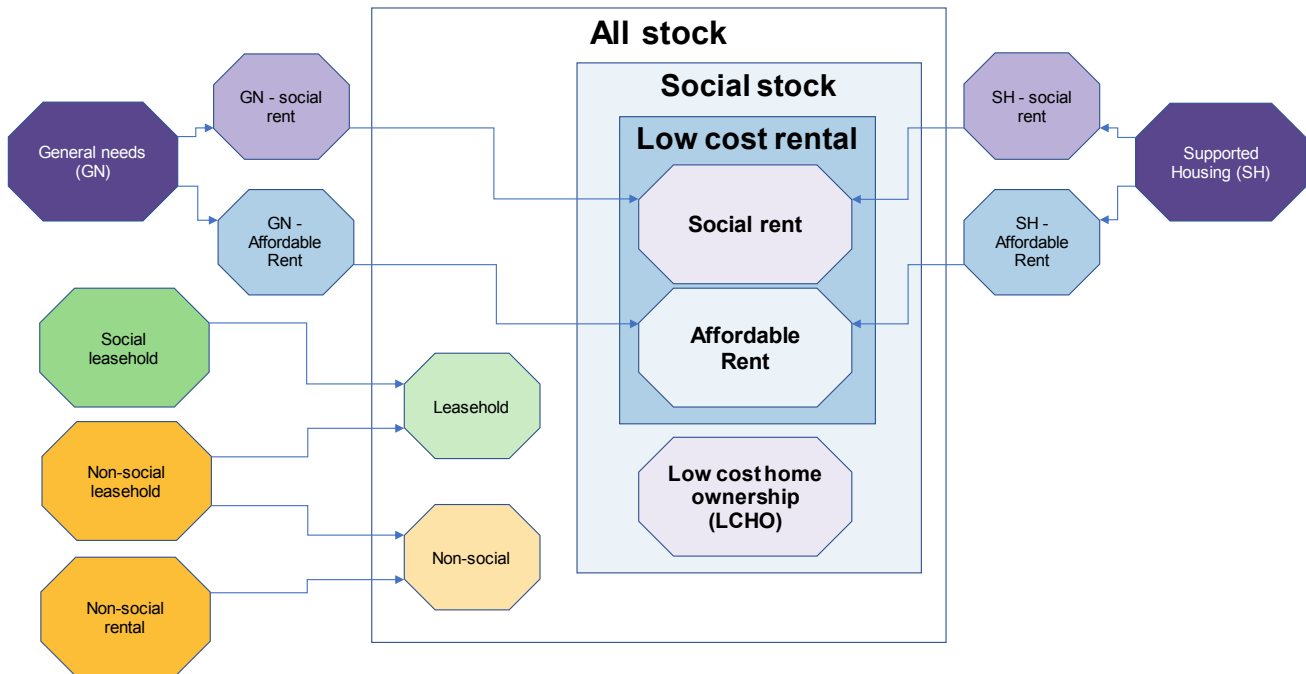 All stock
Social stock
Low cost rental
GN - social
rent
SH - social
rent
General needs
(GN)
Supported
Housing (SH)
Social rent
GN -
Affordable
Rent
SH -
Affordable
Rent
Social
leasehold
Affordable
Rent
Leasehold
Non-social
leasehold
Low cost home
ownership
(LCHO)
Non-social
Non-social
rental